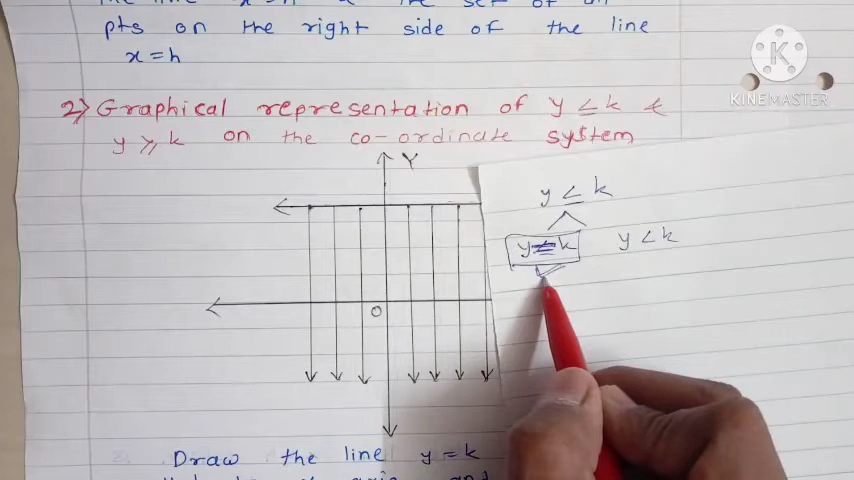 pts on the right side of the line
x = h
KINEMASTER
2) Graphical representation of y ≤ k &
y ⩾ k on the co-ordinate system
Y
O
y ≤ k
y = k y < k
Draw the line y = k